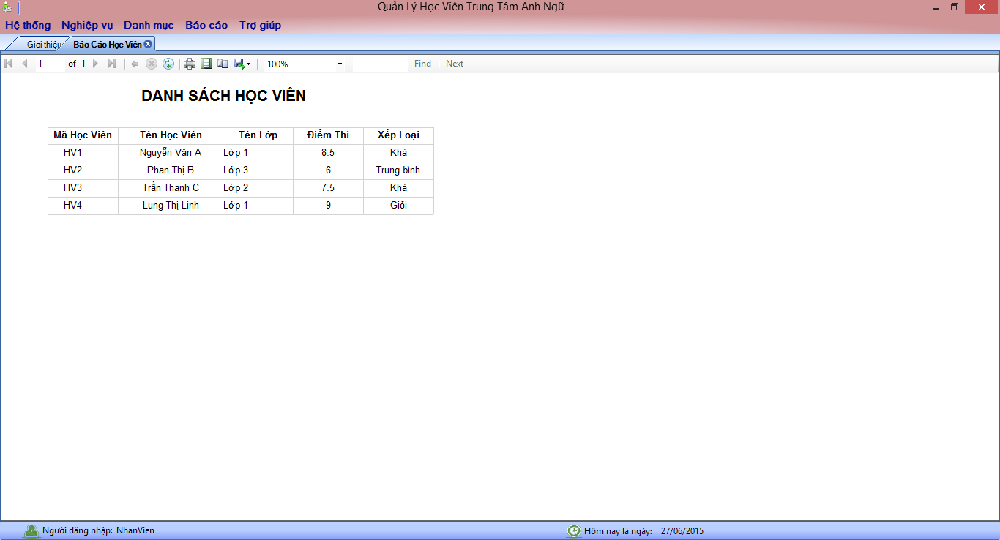 Quản Lý Học Viên Trung Tâm Anh Ngữ
Hệ thống Nghiệp vụ Danh mục Báo cáo Trợ giúp
Giơi thiệu Báo Cáo Học Viên
1 of 1 100% Find | Next
DANH SÁCH HỌC VIÊN
Mã Học Viên Tên Học Viên Tên Lớp Điểm Thi Xếp Loại
HV1 Nguyễn Văn A Lớp 1 8.5 Khá
HV2 Phan Thị B Lớp 3 6 Trung bình
HV3 Trần Thanh C Lớp 2 7.5 Khá
HV4 Lung Thị Linh Lớp 1 9 Giỏi
Người đăng nhập: NhanVien Hôm nay là ngày: 27/06/2015